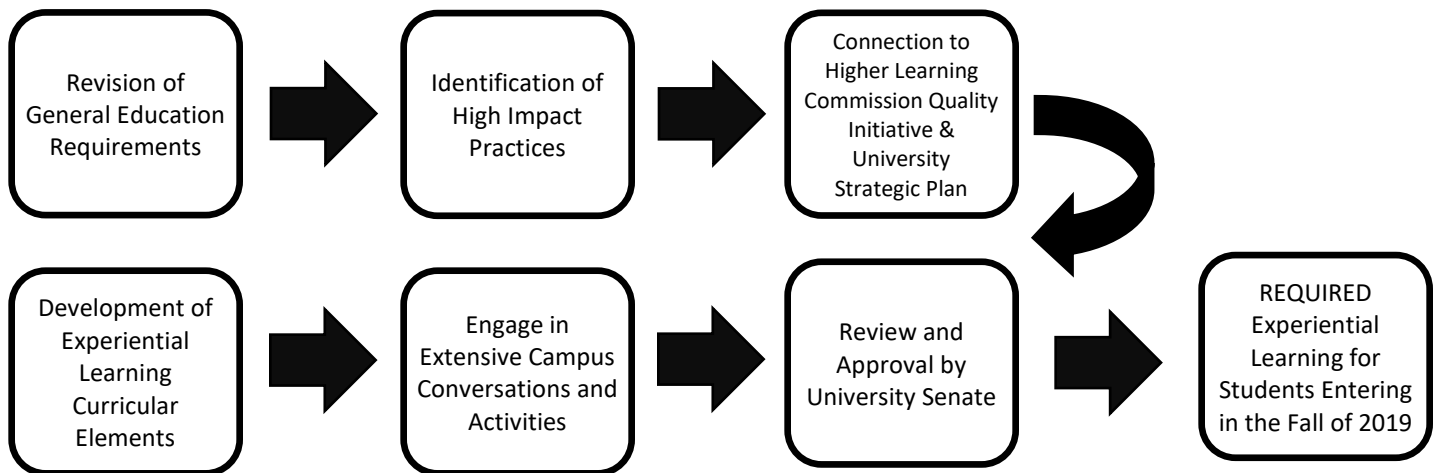 Revision of
General Education
Requirements
Identification of
High Impact
Practices
Connection to
Higher Learning
Commission Quality
Initiative &
University
Strategic Plan
Development of
Experiential
Learning
Curricular
Elements
Engage in
Extensive Campus
Conversations and
Activities
Review and
Approval by
University Senate
REQUIRED
Experiential
Learning for
Students Entering
in the Fall of 2019